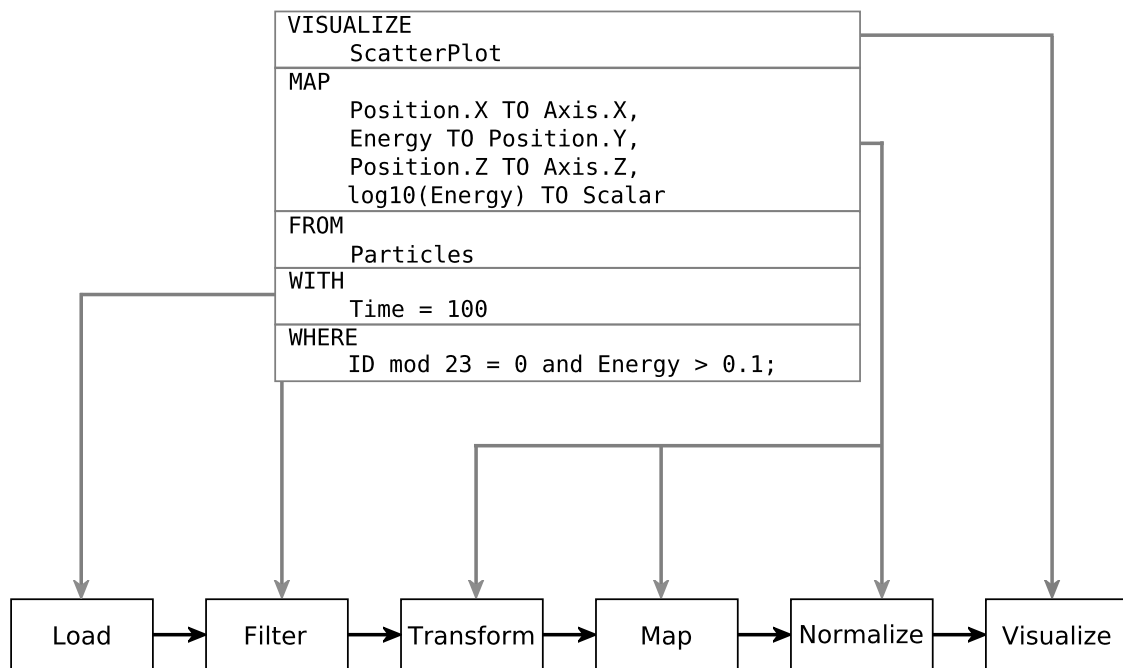 VISUALIZE
ScatterPlot
MAP
Position.X TO Axis.X,
Energy TO Position.Y,
Position.Z TO Axis.Z,
log10(Energy) TO Scalar
FROM
Particles
WITH
Time = 100
WHERE
ID mod 23 = 0 and Energy > 0.1;
Load Filter Transform Map Normalize Visualize